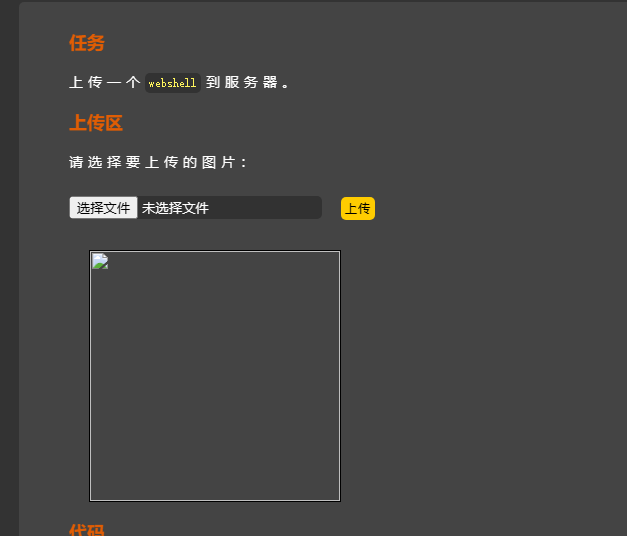 任务
上传一个 webshell 到服务器。
上传区
请选择要上传的图片：
选择文件 未选择文件 上传
代码